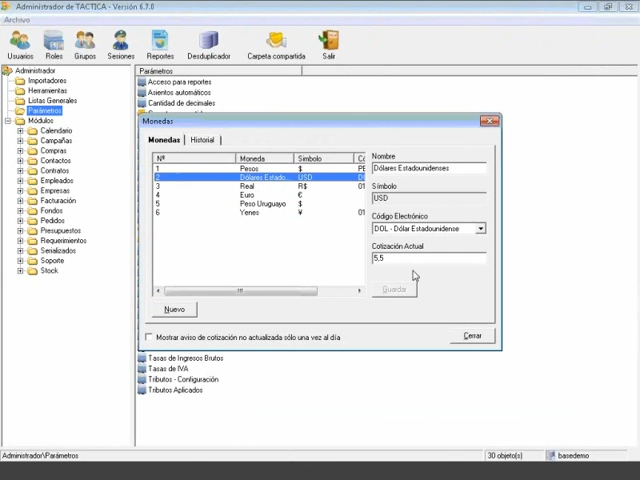 Administrador de TACTICA - Versión 6.7.0
Archivo
Usuarios Roles Grupos Sesiones Reportes Desduplicador Carpeta compartida Salir
Administrador
Importadores
Herramientas
Listas Generales
Parámetros
Módulos
Calendario
Campañas
Compras
Contactos
Contratos
Empleados
Empresas
Facturación
Fondos
Pedidos
Presupuestos
Requerimientos
Serializados
Soporte
Stock
Parámetros
Acceso para reportes
Asientos automáticos
Cantidad de decimales
Monedas
Monedas Historial
Nº Moneda Símbolo
1 Pesos $ PE
2 Dólares Estado... USD DO
3 Real R$ 01
4 Euro €
5 Peso Uruguayo $
6 Yenes ¥ 01
Nuevo
Nombre
Dólares Estadounidenses
Símbolo
USD
Código Electrónico
DOL - Dólar Estadounidense
Cotización Actual
5,5
Guardar
Mostrar aviso de cotización no actualizada sólo una vez al día
Cerrar
Tasas de Ingresos Brutos
Tasas de IVA
Tributos - Configuración
Tributos Aplicados
Administrador\Parámetros 30 objeto(s) basedemo